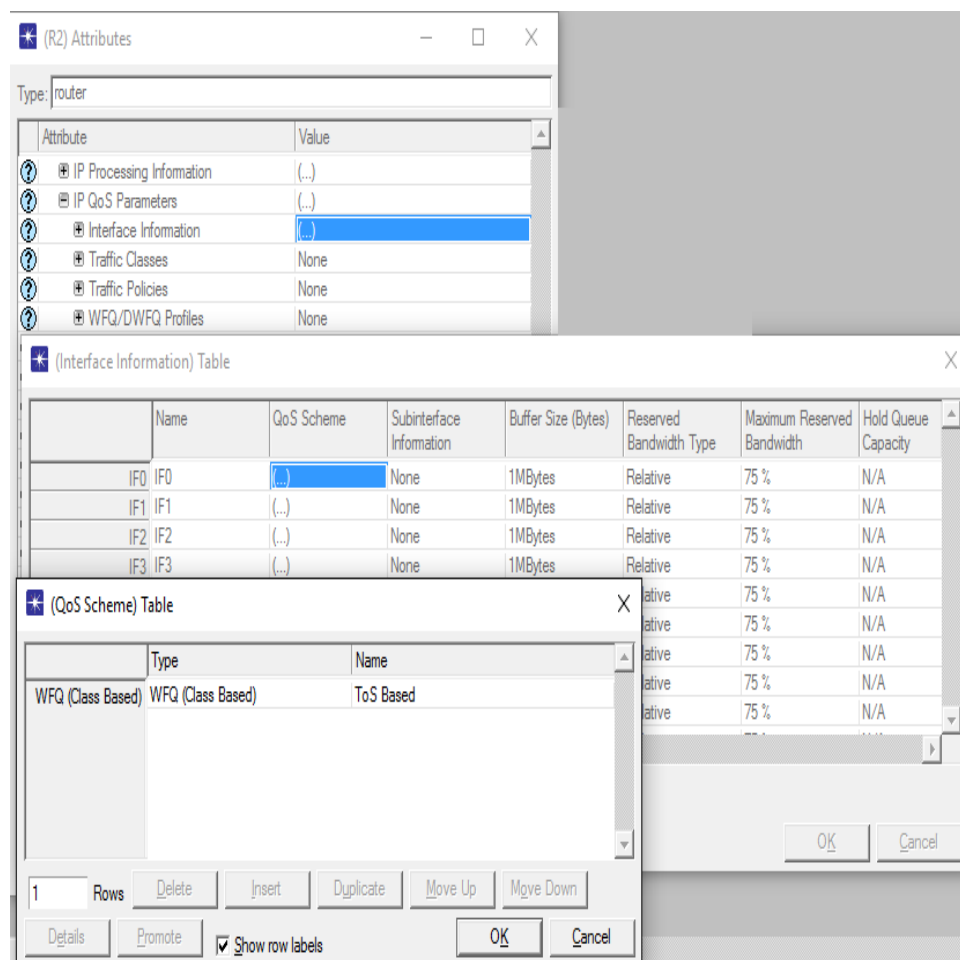 (R2) Attributes
Type: router
Attribute Value
IP Processing Information (...)
IP QoS Parameters (...)
Interface Information (...)
Traffic Classes None
Traffic Policies None
WFQ/DWFQ Profiles None
(Interface Information) Table
Name QoS Scheme Subinterface Information Buffer Size (Bytes) Reserved Bandwidth Type Maximum Reserved Bandwidth Hold Queue Capacity
IF0 IF0 (...) None 1MBytes Relative 75 % N/A
IF1 IF1 (...) None 1MBytes Relative 75 % N/A
IF2 IF2 (...) None 1MBytes Relative 75 % N/A
IF3 IF3 (...) None 1MBytes Relative 75 % N/A
lative 75 % N/A
lative 75 % N/A
lative 75 % N/A
lative 75 % N/A
lative 75 % N/A
OK Cancel
(QoS Scheme) Table
Type Name
WFQ (Class Based) WFQ (Class Based) ToS Based
1 Rows Delete Insert Duplicate Move Up Move Down
Details Promote Show row labels OK Cancel